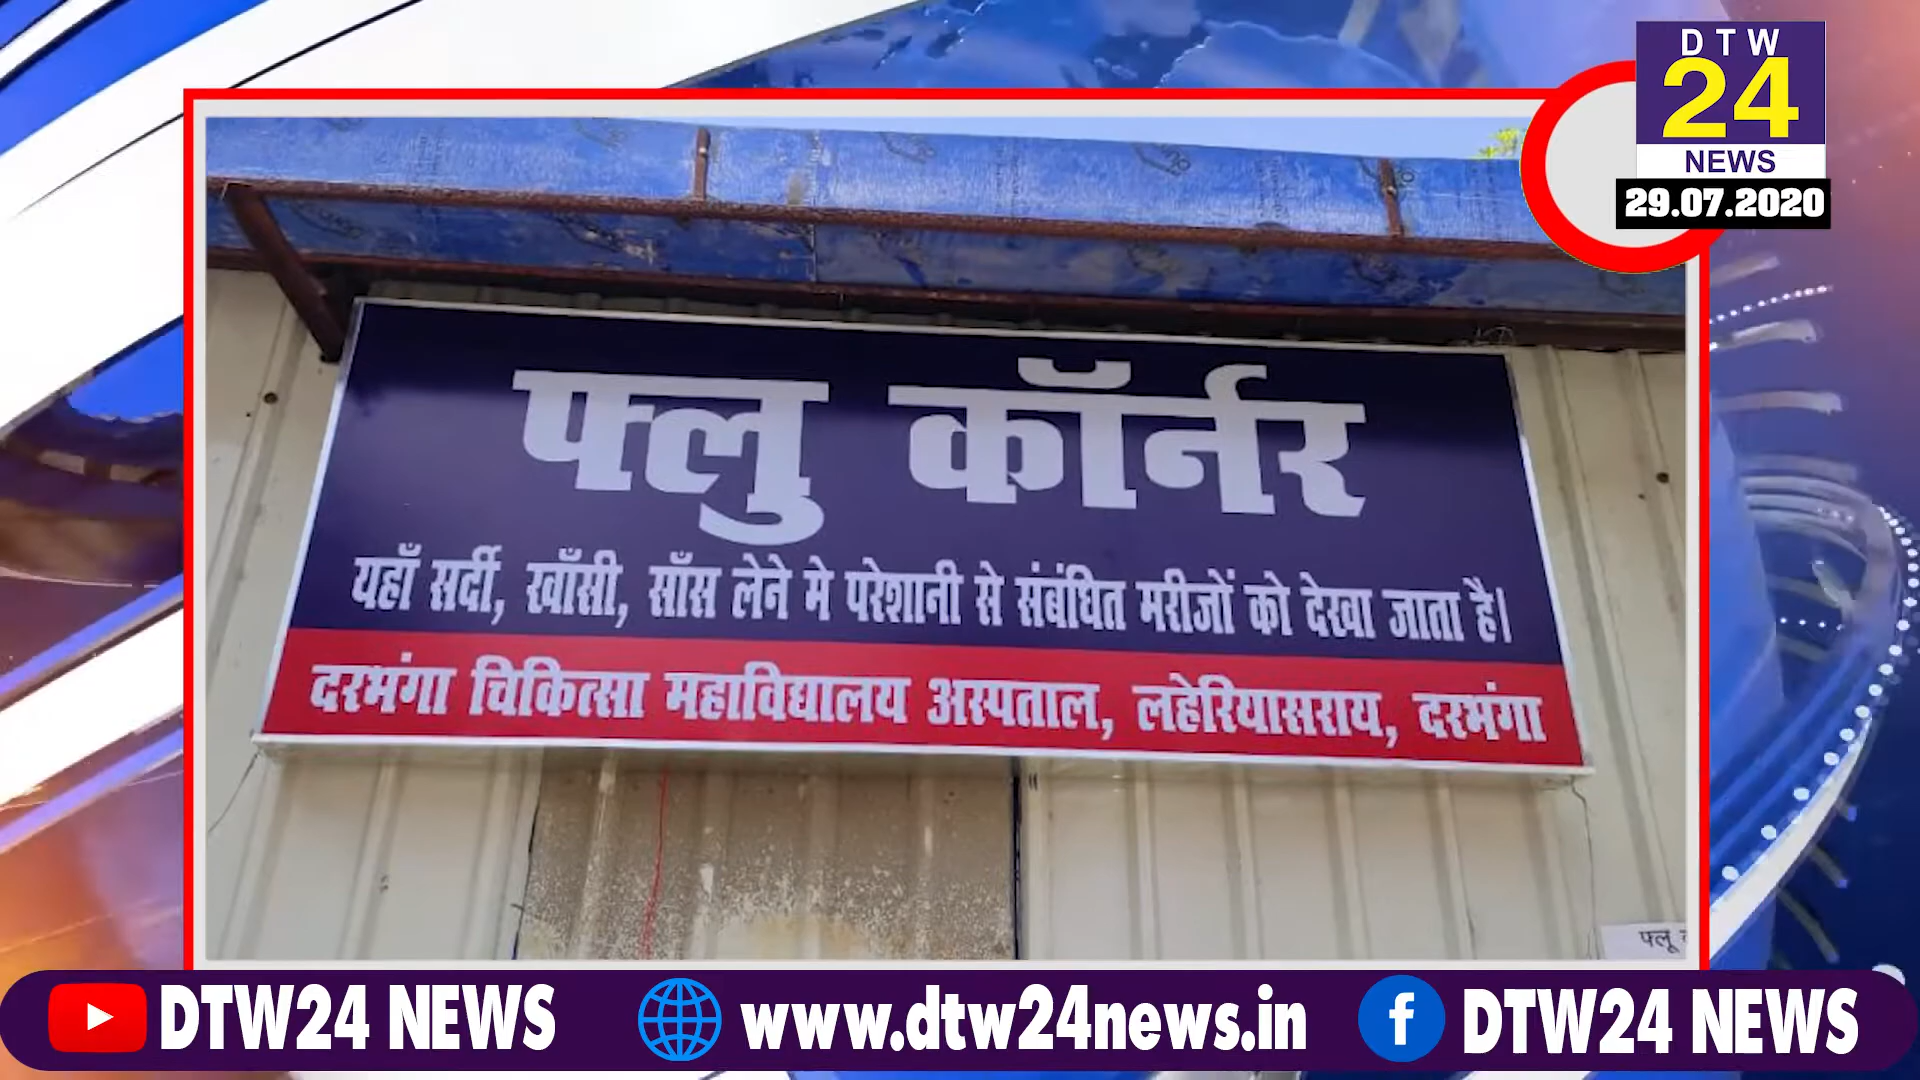 DTW
24
NEWS
29.07.2020
फ्लु कॉर्नर
यहाँ सर्दी, खाँसी, साँस लेने मे परेशानी से संबंधित मरीजों को देखा जाता है।
दरभंगा चिकित्सा महाविद्यालय अस्पताल, लहेरियासराय, दरभंगा
फ्लू
DTW24 NEWS www.dtw24news.in DTW24 NEWS